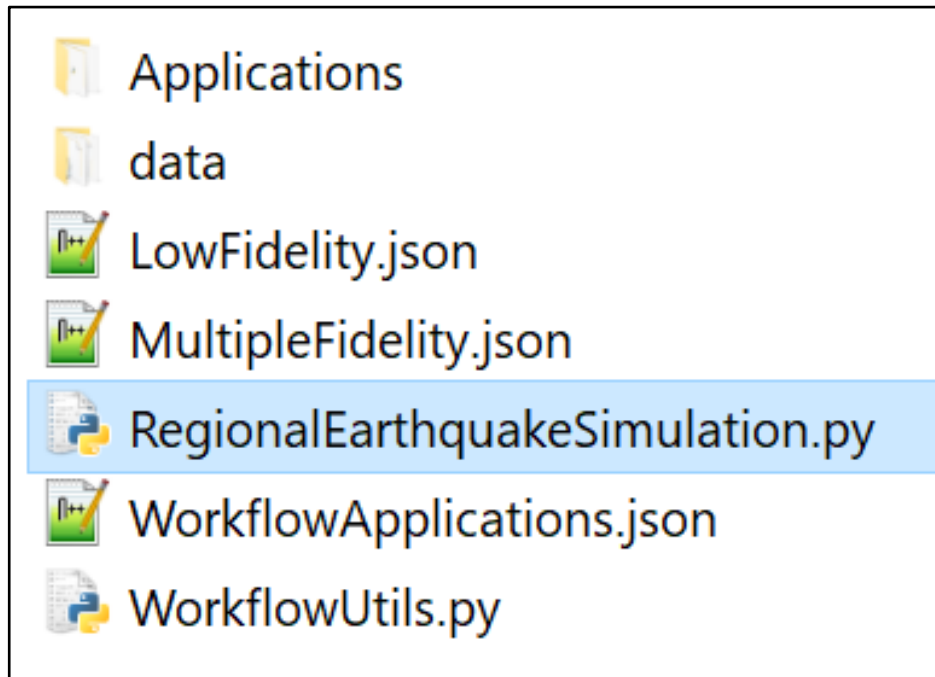 Applications
data
LowFidelity.json
MultipleFidelity.json
RegionalEarthquakeSimulation.py
WorkflowApplications.json
WorkflowUtils.py